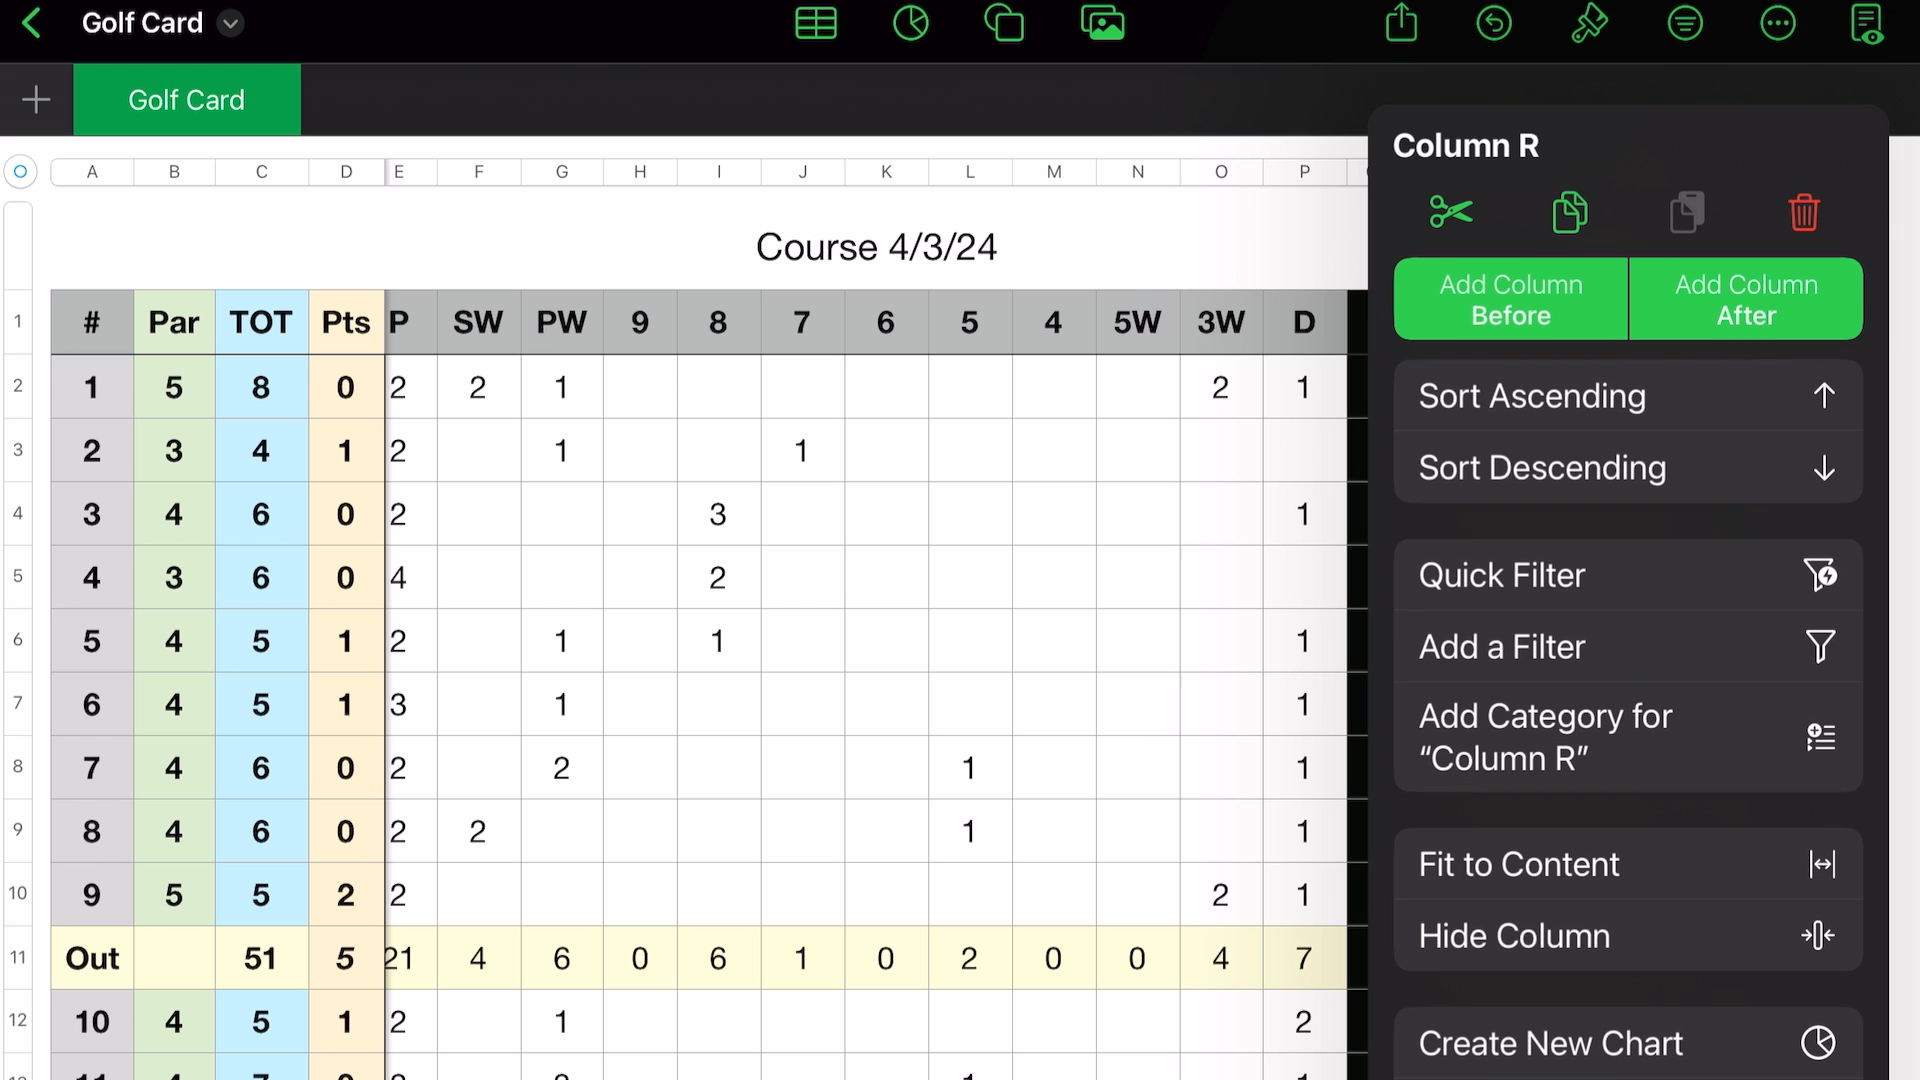 Golf Card
Golf Card
Column R
A B C D E F G H I J K L M N O P
Course 4/3/24
Add Column Before
Add Column After
1 # Par TOT Pts P SW PW 9 8 7 6 5 4 5W 3W D
Sort Ascending
2 1 5 8 0 2 2 1 2 1
3 2 3 4 1 2 1 1
Sort Descending
4 3 4 6 0 2 3 1
5 4 3 6 0 4 2
Quick Filter
6 5 4 5 1 2 1 1 1
Add a Filter
7 6 4 5 1 3 1 1
Add Category for
“Column R”
8 7 4 6 0 2 2 1 1
9 8 4 6 0 2 2 1 1
Fit to Content
10 9 5 5 2 2 2 1
Hide Column
11 Out 51 5 21 4 6 0 6 1 0 2 0 0 4 7
12 10 4 5 1 2 1 2
Create New Chart